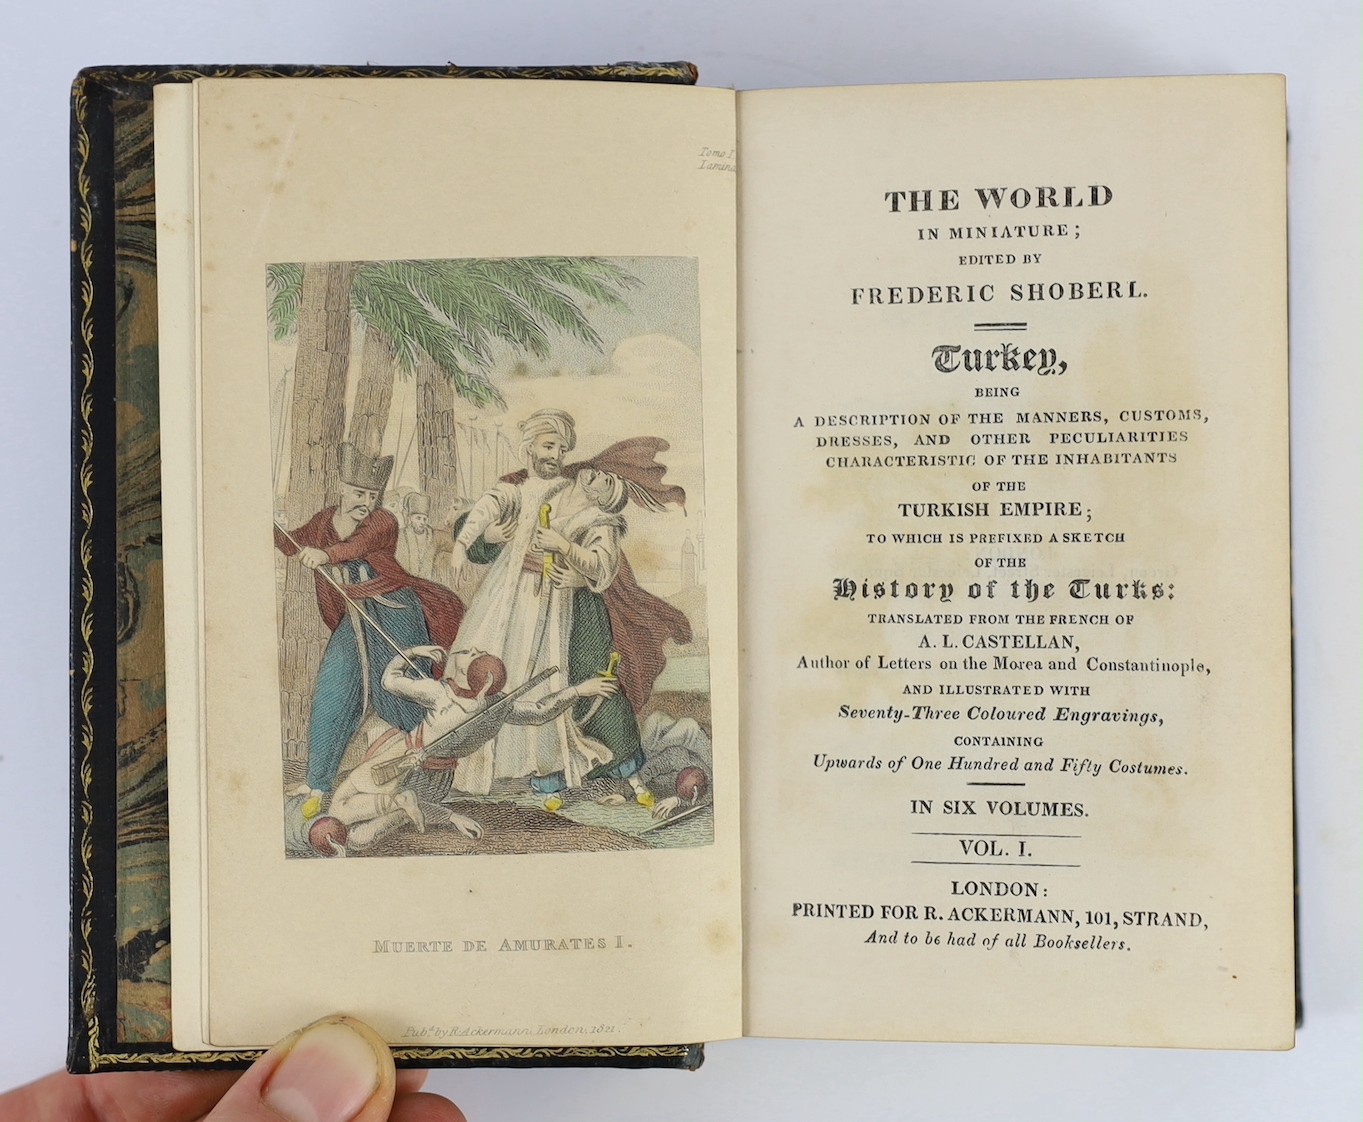 Tomo I.
Lamina
MUERTE DE AMURATES I.
Pubd. by R. Ackermann, London, 1821.
THE WORLD
IN MINIATURE;
EDITED BY
FREDERIC SHOBERL.
Turkey,
BEING
A DESCRIPTION OF THE MANNERS, CUSTOMS,
DRESSES, AND OTHER PECULIARITIES
CHARACTERISTIC OF THE INHABITANTS
OF THE
TURKISH EMPIRE;
TO WHICH IS PREFIXED A SKETCH
OF THE
History of the Turks:
TRANSLATED FROM THE FRENCH OF
A. L. CASTELLAN,
Author of Letters on the Morea and Constantinople,
AND ILLUSTRATED WITH
Seventy-Three Coloured Engravings,
CONTAINING
Upwards of One Hundred and Fifty Costumes.
IN SIX VOLUMES.
VOL. I.
LONDON:
PRINTED FOR R. ACKERMANN, 101, STRAND,
And to be had of all Booksellers.